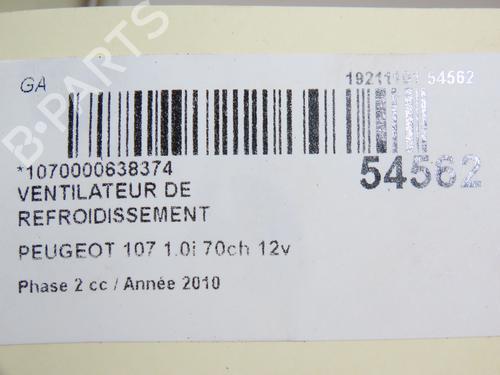 GA
54562
*1070000638374
54562
VENTILATEUR DE
REFROIDISSEMENT
PEUGEOT 107 1.0i 70ch 12v
Phase 2 cc / Année 2010
B-PARTS